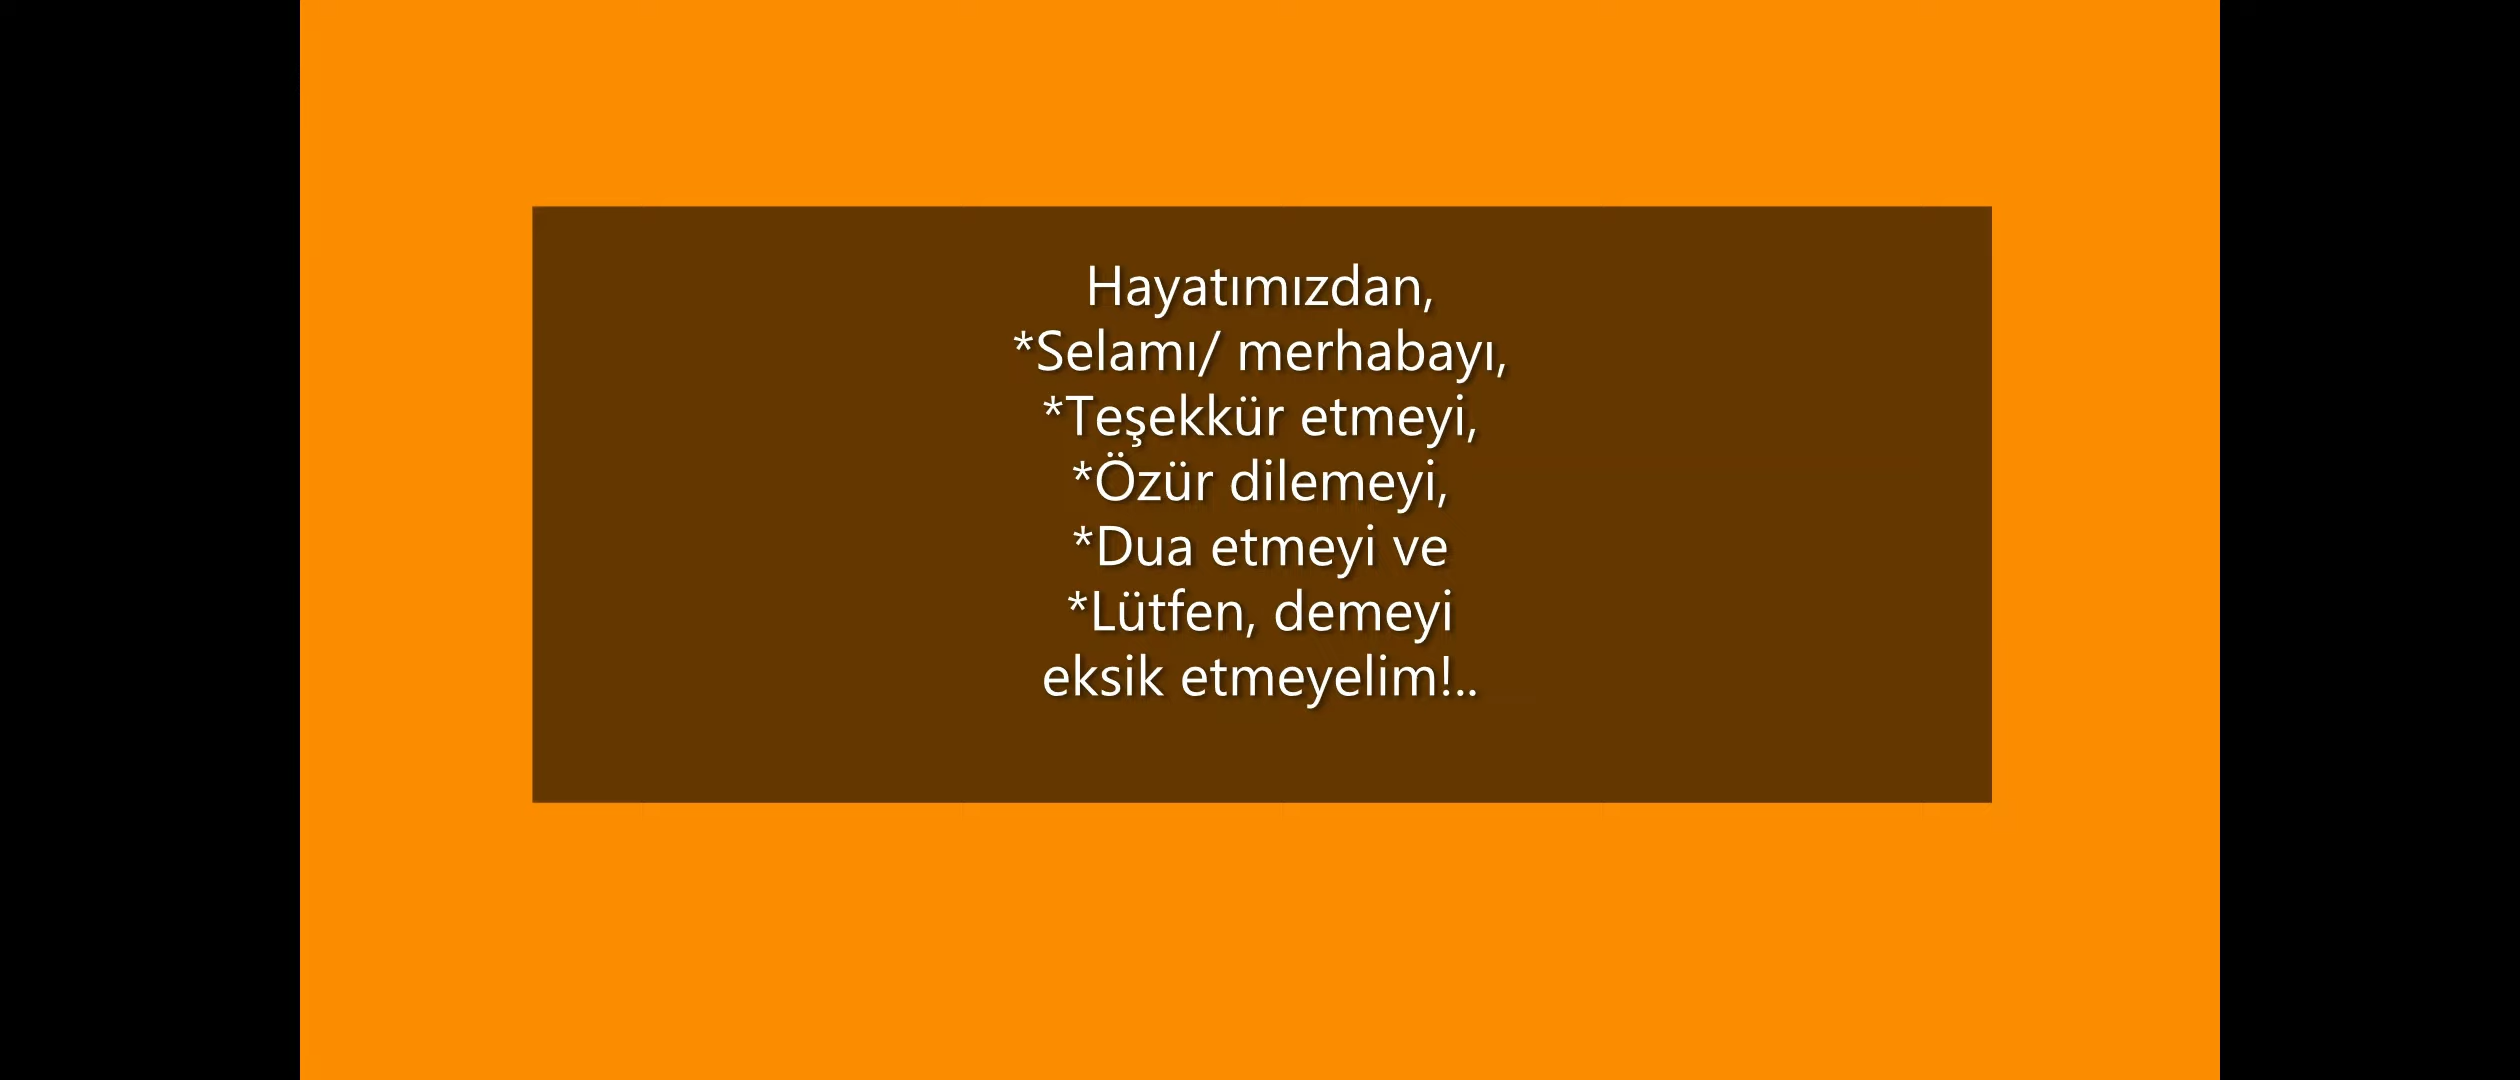 Hayatımızdan,
*Selamı/ merhabayı,
*Teşekkür etmeyi,
*Özür dilemeyi,
*Dua etmeyi ve
*Lütfen, demeyi
eksik etmeyelim!..